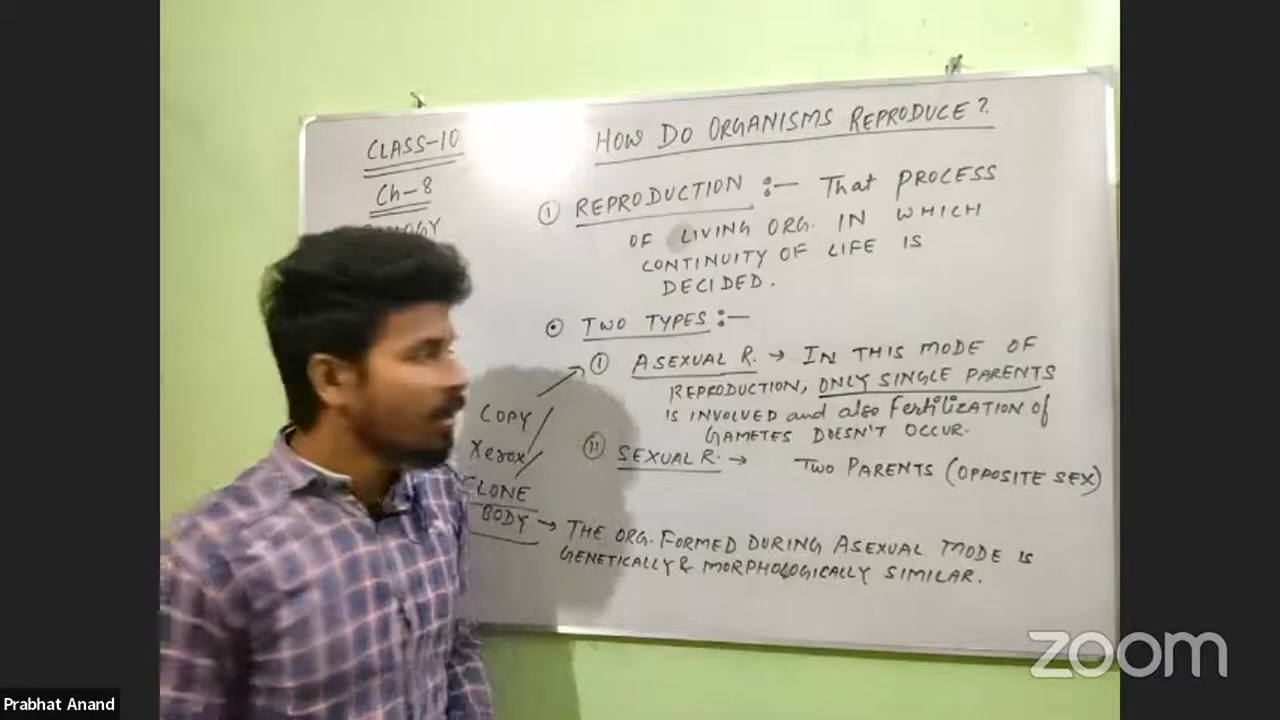 CLASS-10
HOW DO ORGANISMS REPRODUCE?
Ch-8
① REPRODUCTION :— That PROCESS
OF LIVING ORG. IN WHICH
CONTINUITY OF LIFE IS
DECIDED.
⊙ TWO TYPES :—
① ASEXUAL R. → IN THIS MODE OF
REPRODUCTION, ONLY SINGLE PARENTS
IS INVOLVED and also Fertilization of
GAMETES DOESN'T OCCUR.
COPY
Xerox
CLONE
BODY → THE ORG. FORMED DURING ASEXUAL MODE IS
GENETICALLY & MORPHOLOGICALLY SIMILAR.
ⅱ SEXUAL R. → TWO PARENTS (OPPOSITE SEX)
zoom
Prabhat Anand